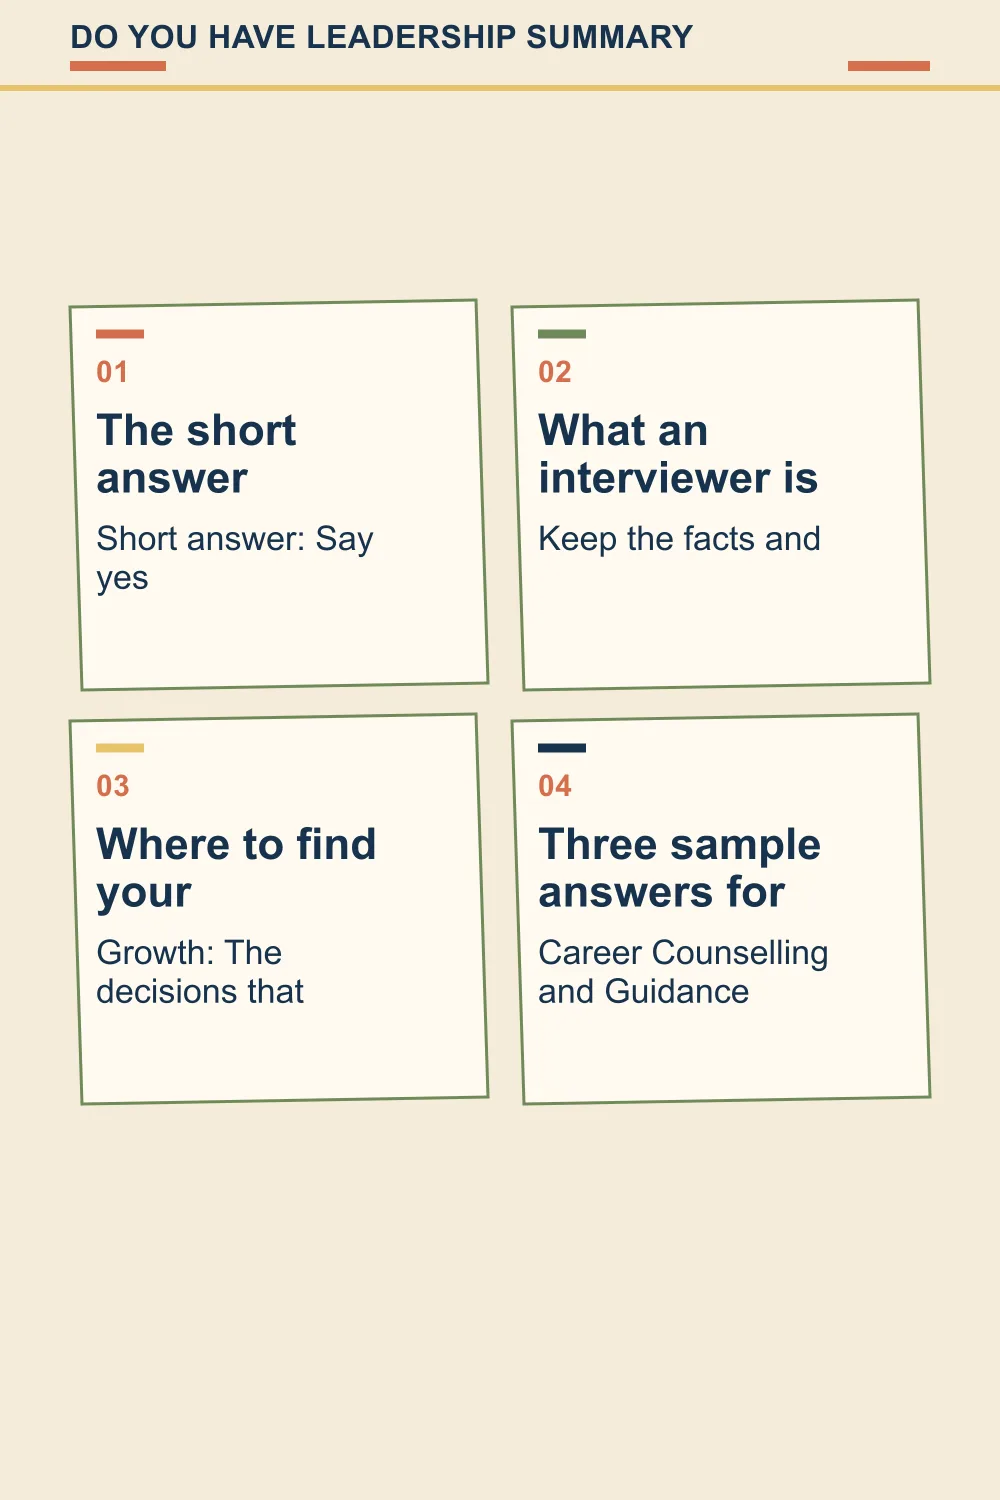 DO YOU HAVE LEADERSHIP SUMMARY
01
The short
answer
Short answer: Say
yes
02
What an
interviewer is
Keep the facts and
03
Where to find
your
Growth: The
decisions that
04
Three sample
answers for
Career Counselling
and Guidance